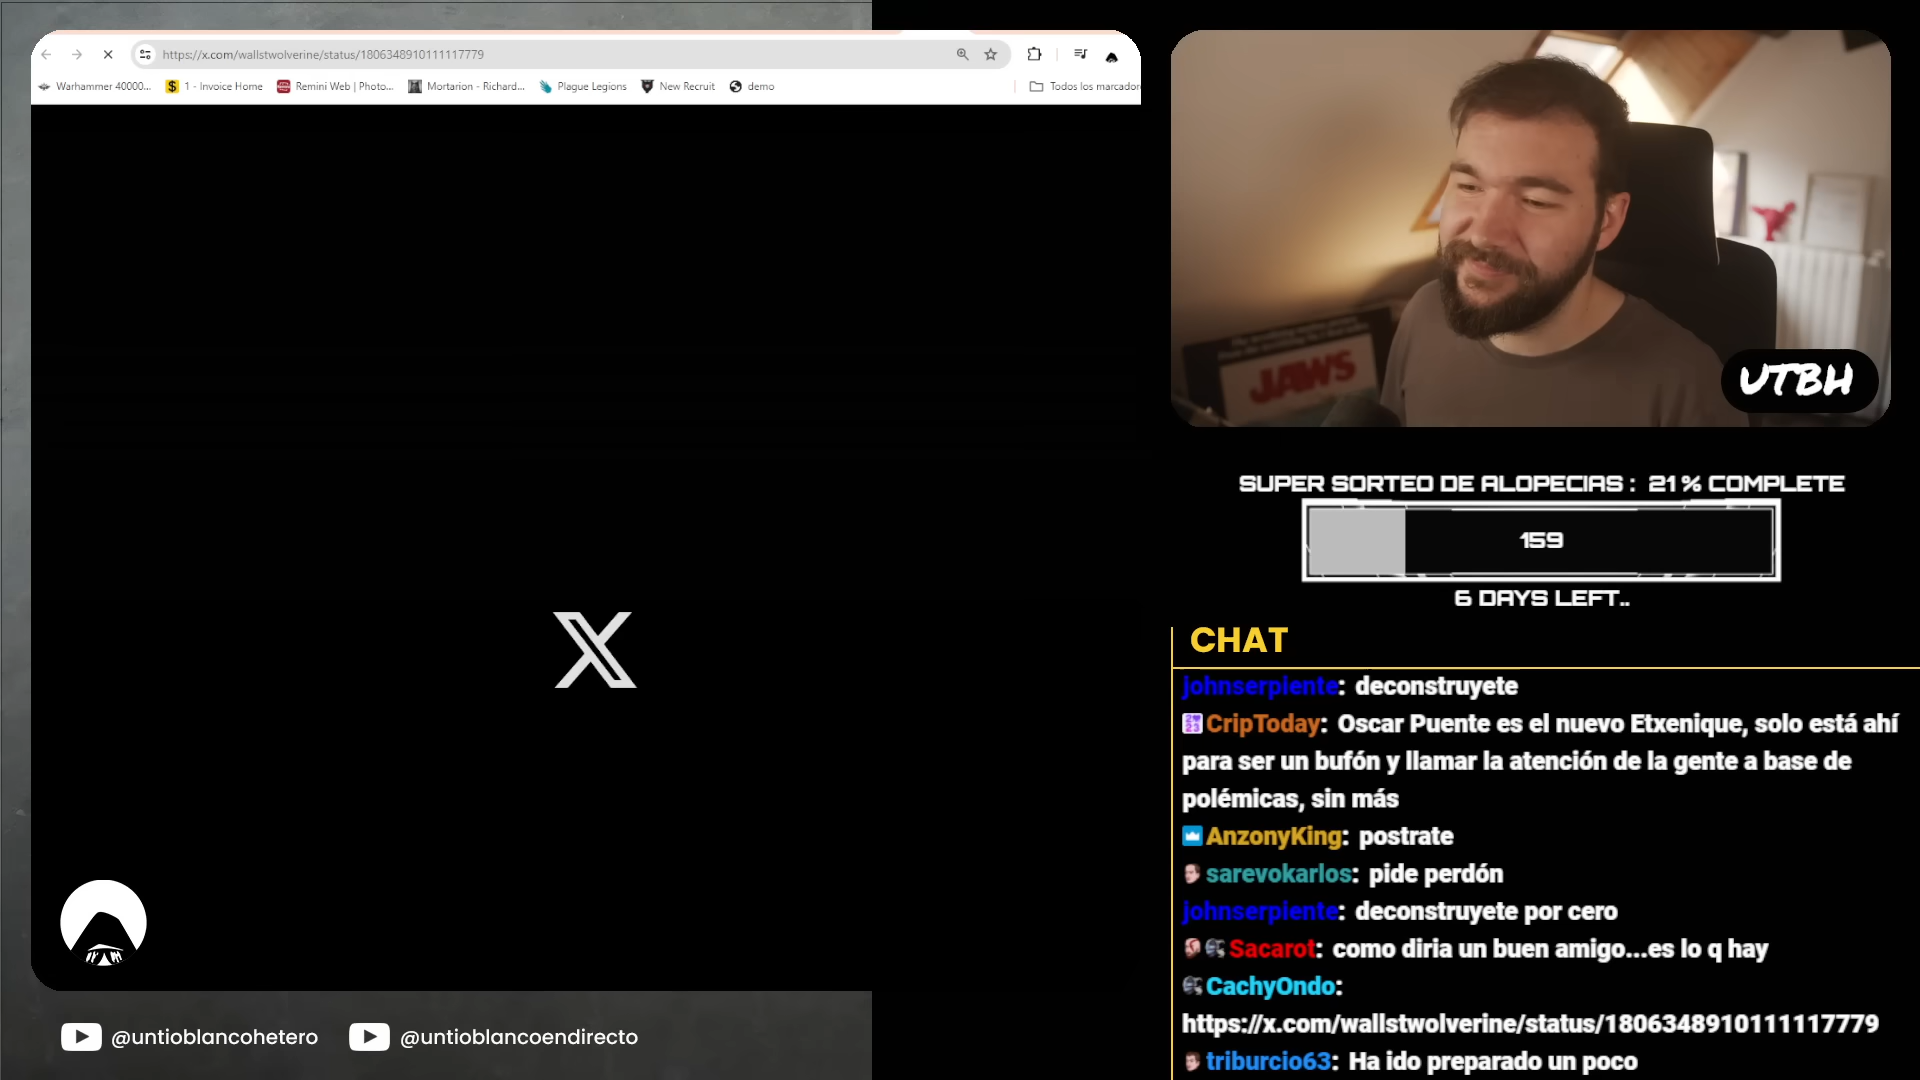 https://x.com/wallstwolverine/status/1806348910111117779
Warhammer 40000... 1 - Invoice Home Remini Web | Photo... Mortarion - Richard... Plague Legions New Recruit demo Todos los marcador
JAWS
UTBH
SUPER SORTEO DE ALOPECIAS : 21% COMPLETE
159
6 DAYS LEFT..
CHAT
johnserpiente: deconstruyete
CripToday: Oscar Puente es el nuevo Etxenique, solo está ahí
para ser un bufón y llamar la atención de la gente a base de
polémicas, sin más
AnzonyKing: postrate
sarevokarlos: pide perdón
johnserpiente: deconstruyete por cero
Sacarot: como diria un buen amigo...es lo q hay
CachyOndo:
https://x.com/wallstwolverine/status/1806348910111117779
triburcio63: Ha ido preparado un poco
@untioblancohetero @untioblancoendirecto